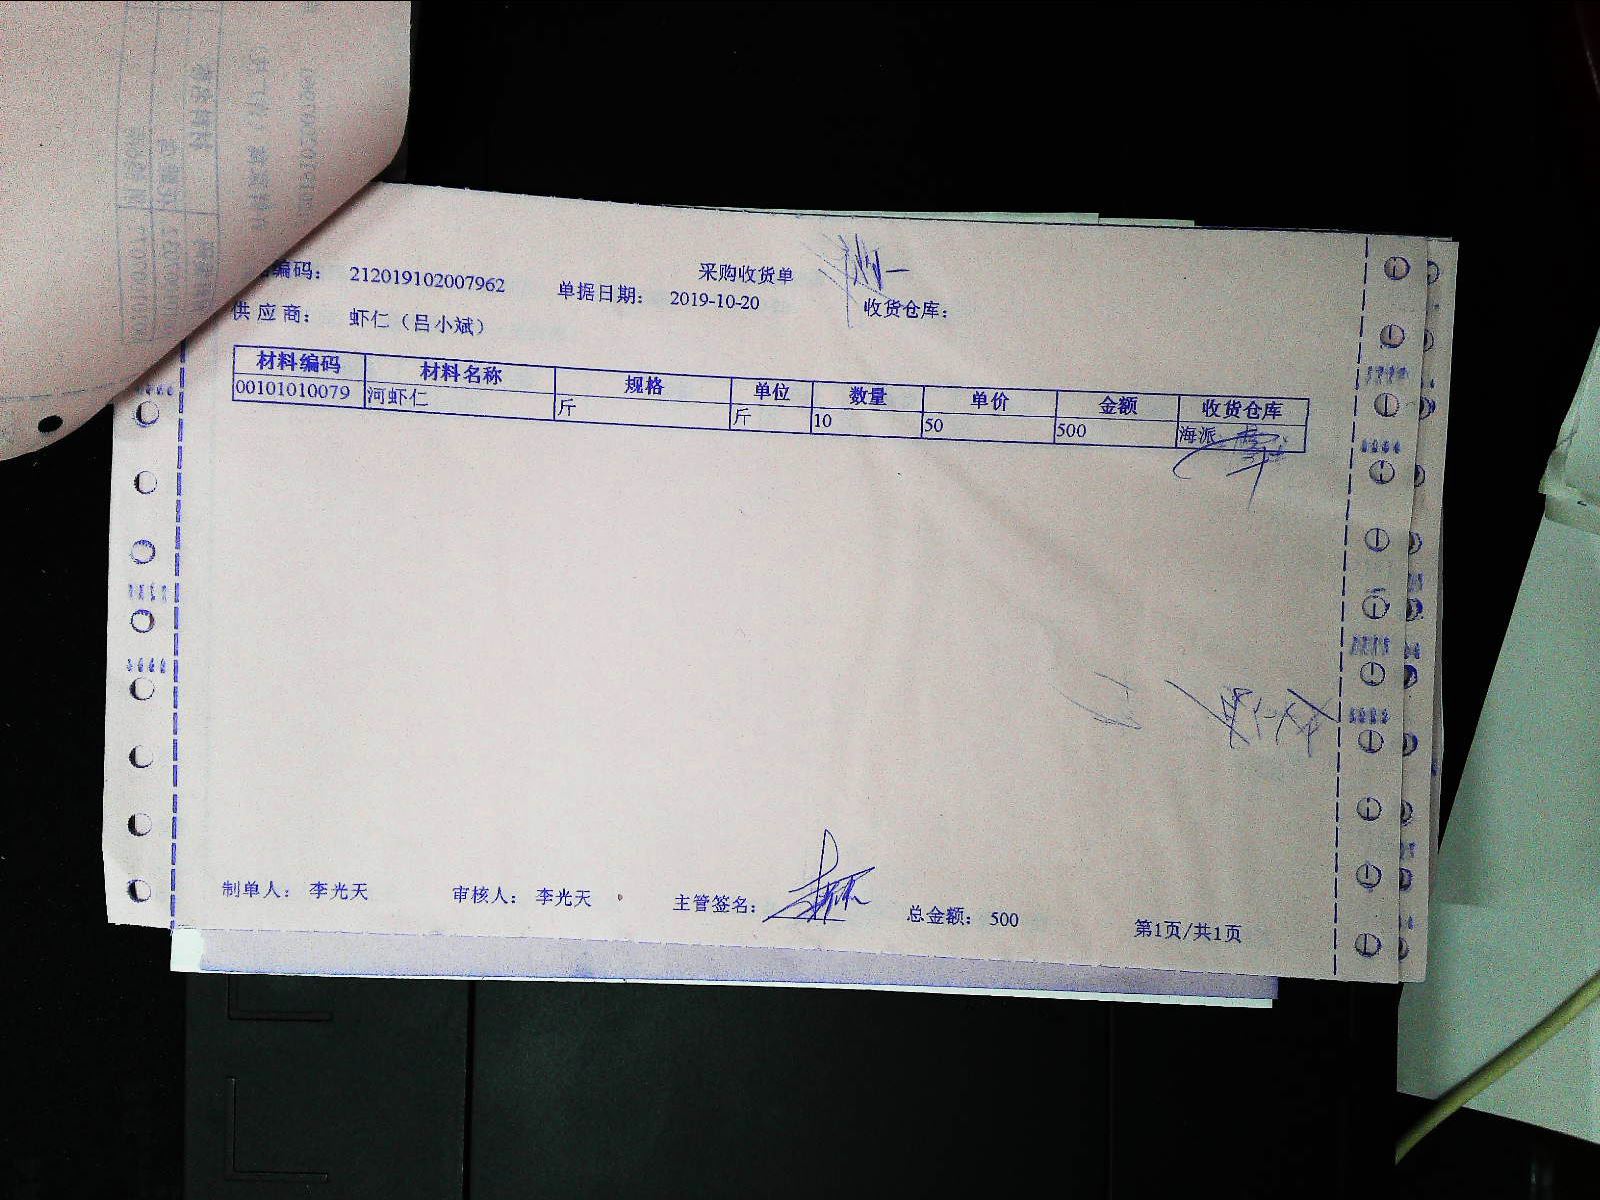 采购收货单
编码： 212019102007962 单据日期： 2019-10-20 收货仓库：
供应商： 虾仁（吕小斌）
材料编码 材料名称 规格 单位 数量 单价 金额 收货仓库
00101010079 河虾仁 斤 斤 10 50 500 海派
制单人： 李光天 审核人： 李光天 主管签名： 总金额： 500 第1页/共1页